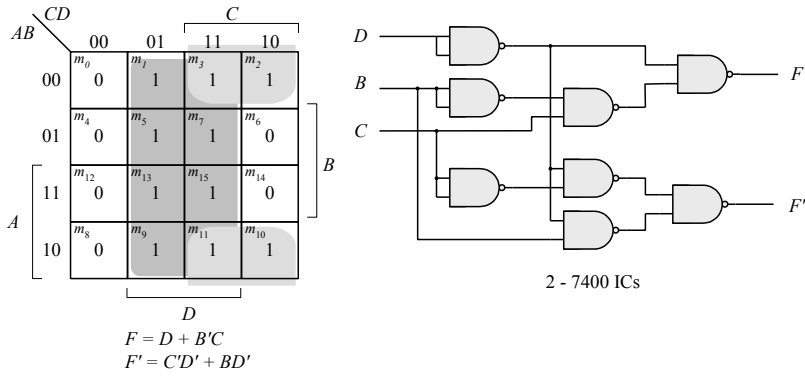 CD
C
AB
00 01 11 10
m0 m1 m3 m2
00 0 1 1 1
m4 m5 m7 m6
01 0 1 1 0
B
m12 m13 m15 m14
11 0 1 1 0
A
m8 m9 m11 m10
10 0 1 1 1
D
F = D + B'C
F' = C'D' + BD'
D
F
B
C
F'
2 - 7400 ICs